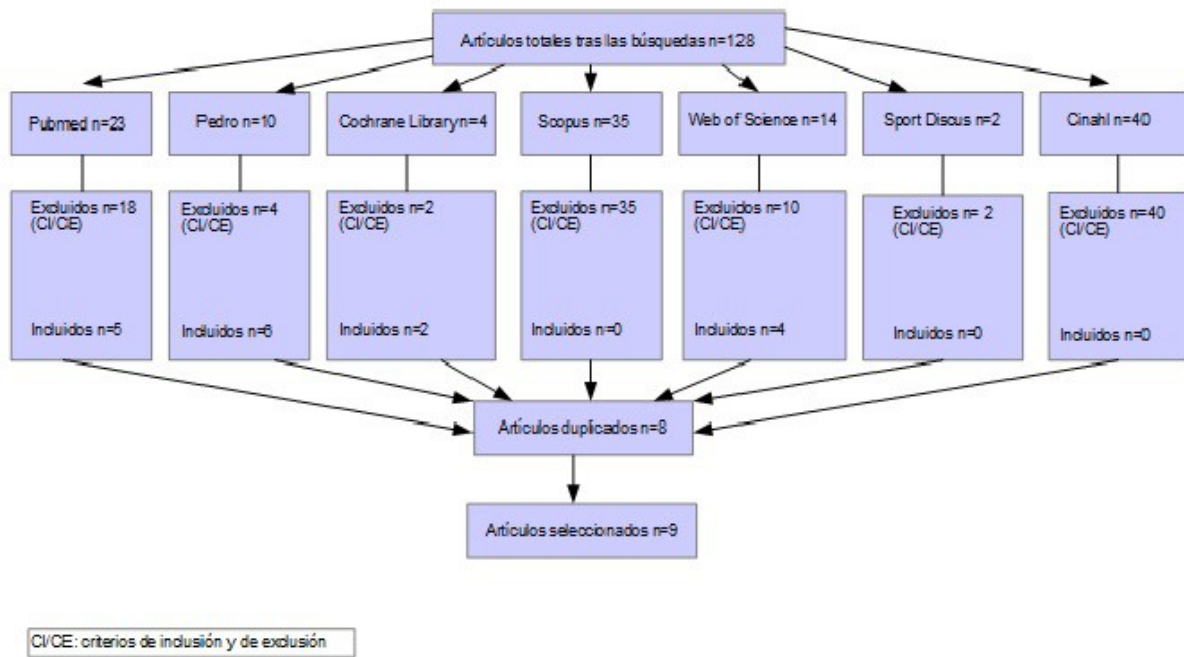 Artículos totales tras las búsquedas n=128
Pubmed n=23
Pedro n=10
Cochrane Library n=4
Scopus n=35
Web of Science n=14
Sport Discus n=2
Cinahl n=40
Excluidos n=18
(CI/CE)
Incluidos n=5
Excluidos n=4
(CI/CE)
Incluidos n=6
Excluidos n=2
(CI/CE)
Incluidos n=2
Excluidos n=35
(CI/CE)
Incluidos n=0
Excluidos n=10
(CI/CE)
Incluidos n=4
Excluidos n= 2
(CI/CE)
Incluidos n=0
Excluidos n=40
(CI/CE)
Incluidos n=0
Artículos duplicados n=8
Artículos seleccionados n=9
CI/CE: criterios de inclusión y de exclusión